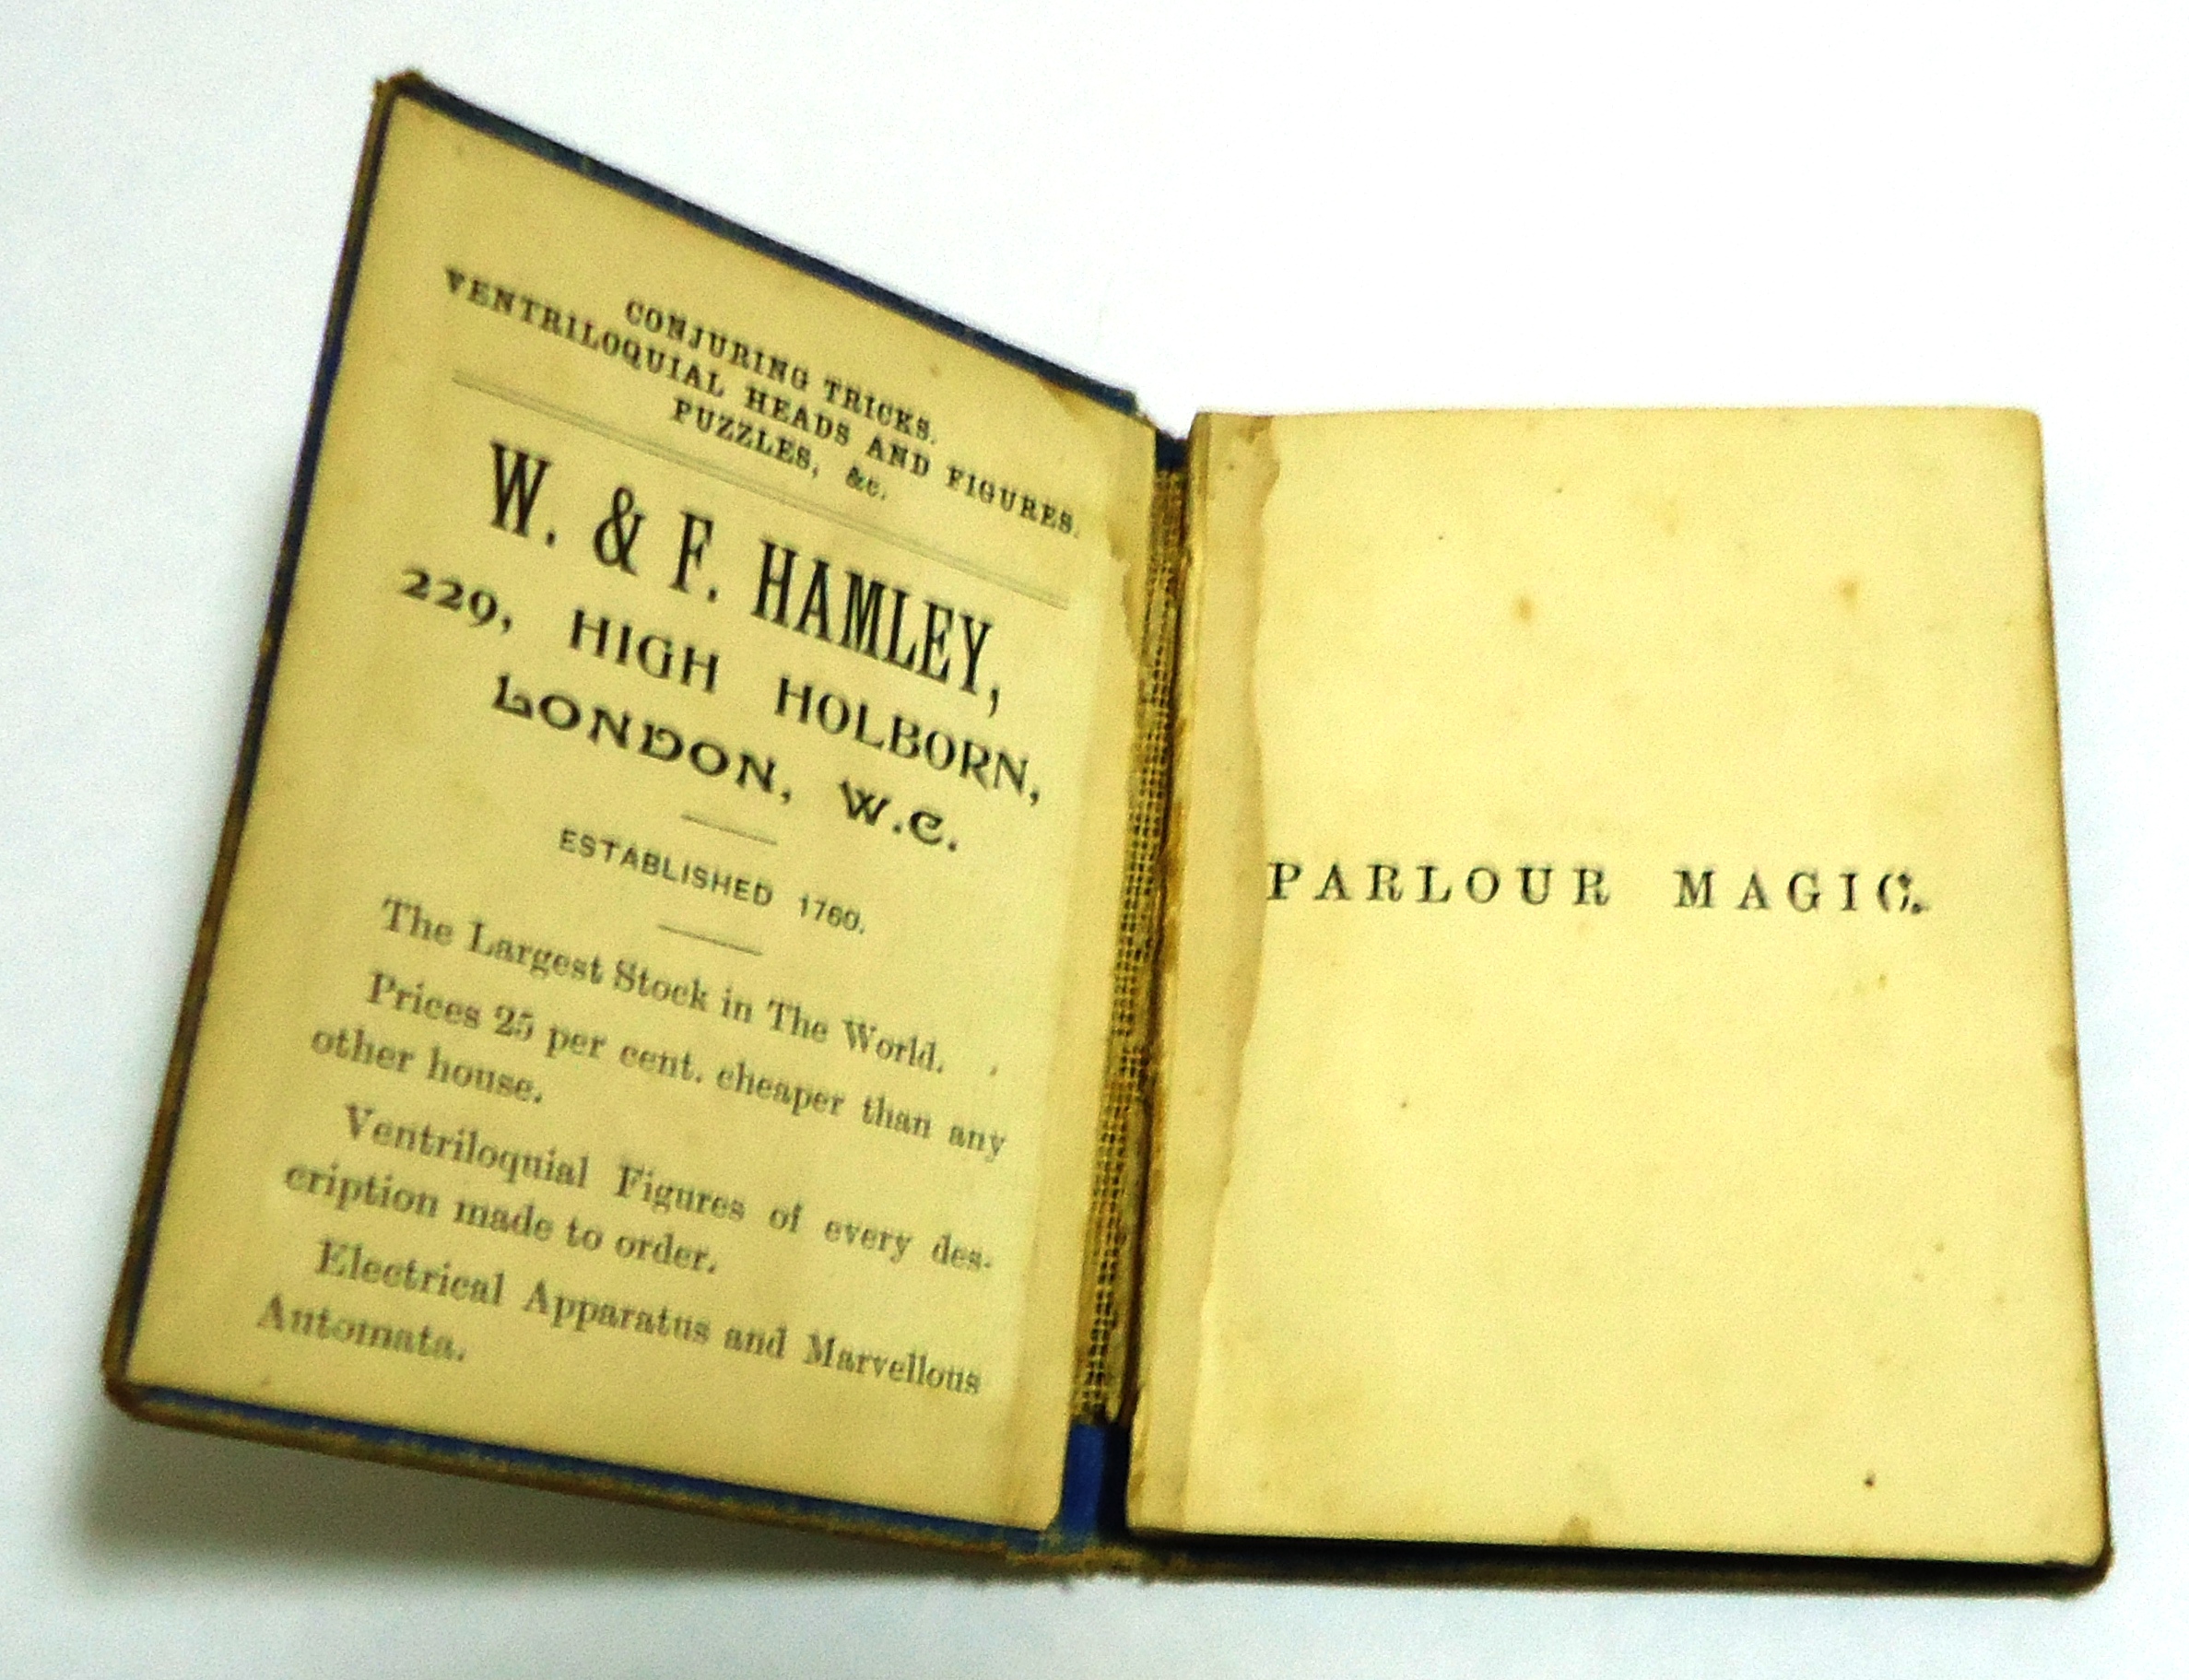 CONJURING TRICKS.
VENTRILOQUIAL HEADS AND FIGURES.
PUZZLES, &c.
W. & F. HAMLEY,
229, HIGH HOLBORN,
LONDON, W.C.
ESTABLISHED 1760.
The Largest Stock in The World.
Prices 25 per cent. cheaper than any
other house.
Ventriloquial Figures of every des-
cription made to order.
Electrical Apparatus and Marvellous
Automata.
PARLOUR MAGIC.